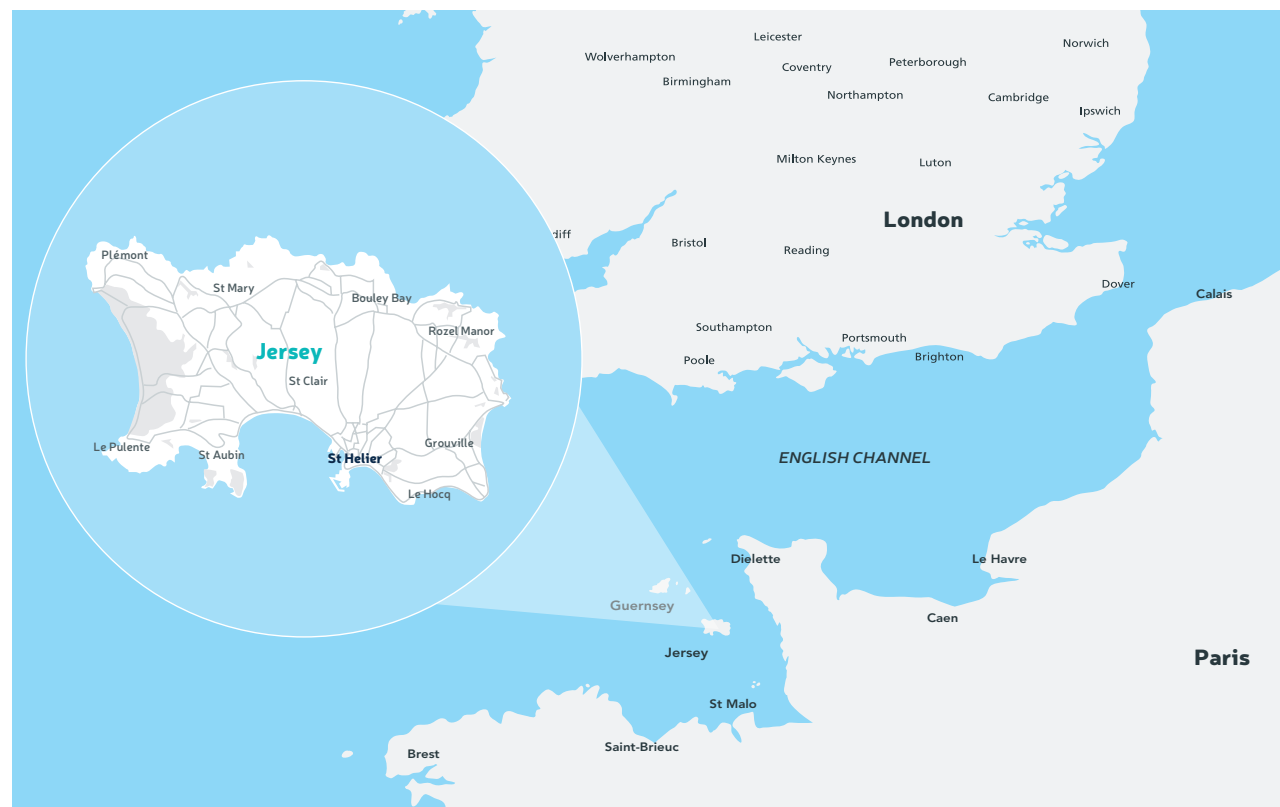 Leicester
Norwich
Wolverhampton
Coventry
Peterborough
Birmingham
Northampton
Cambridge
Ipswich
Milton Keynes
Luton
London
diff
Bristol
Reading
Dover
Calais
Southampton
Portsmouth
Poole
Brighton
Plémont
St Mary
Bouley Bay
Rozel Manor
Jersey
St Clair
Le Pulente
St Aubin
St Helier
Grouville
Le Hocq
ENGLISH CHANNEL
Dielette
Le Havre
Guernsey
Caen
Jersey
Paris
St Malo
Saint-Brieuc
Brest